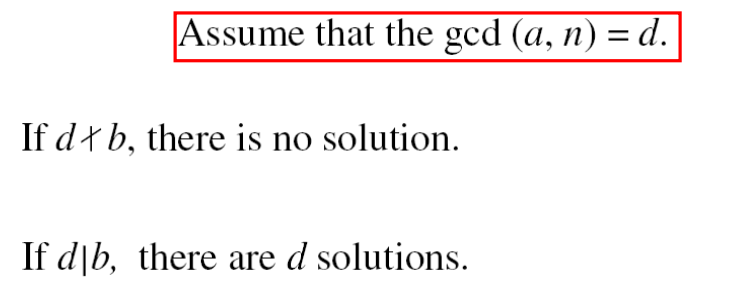 Assume that the gcd (a, n) = d.
If d∤b, there is no solution.
If d|b, there are d solutions.